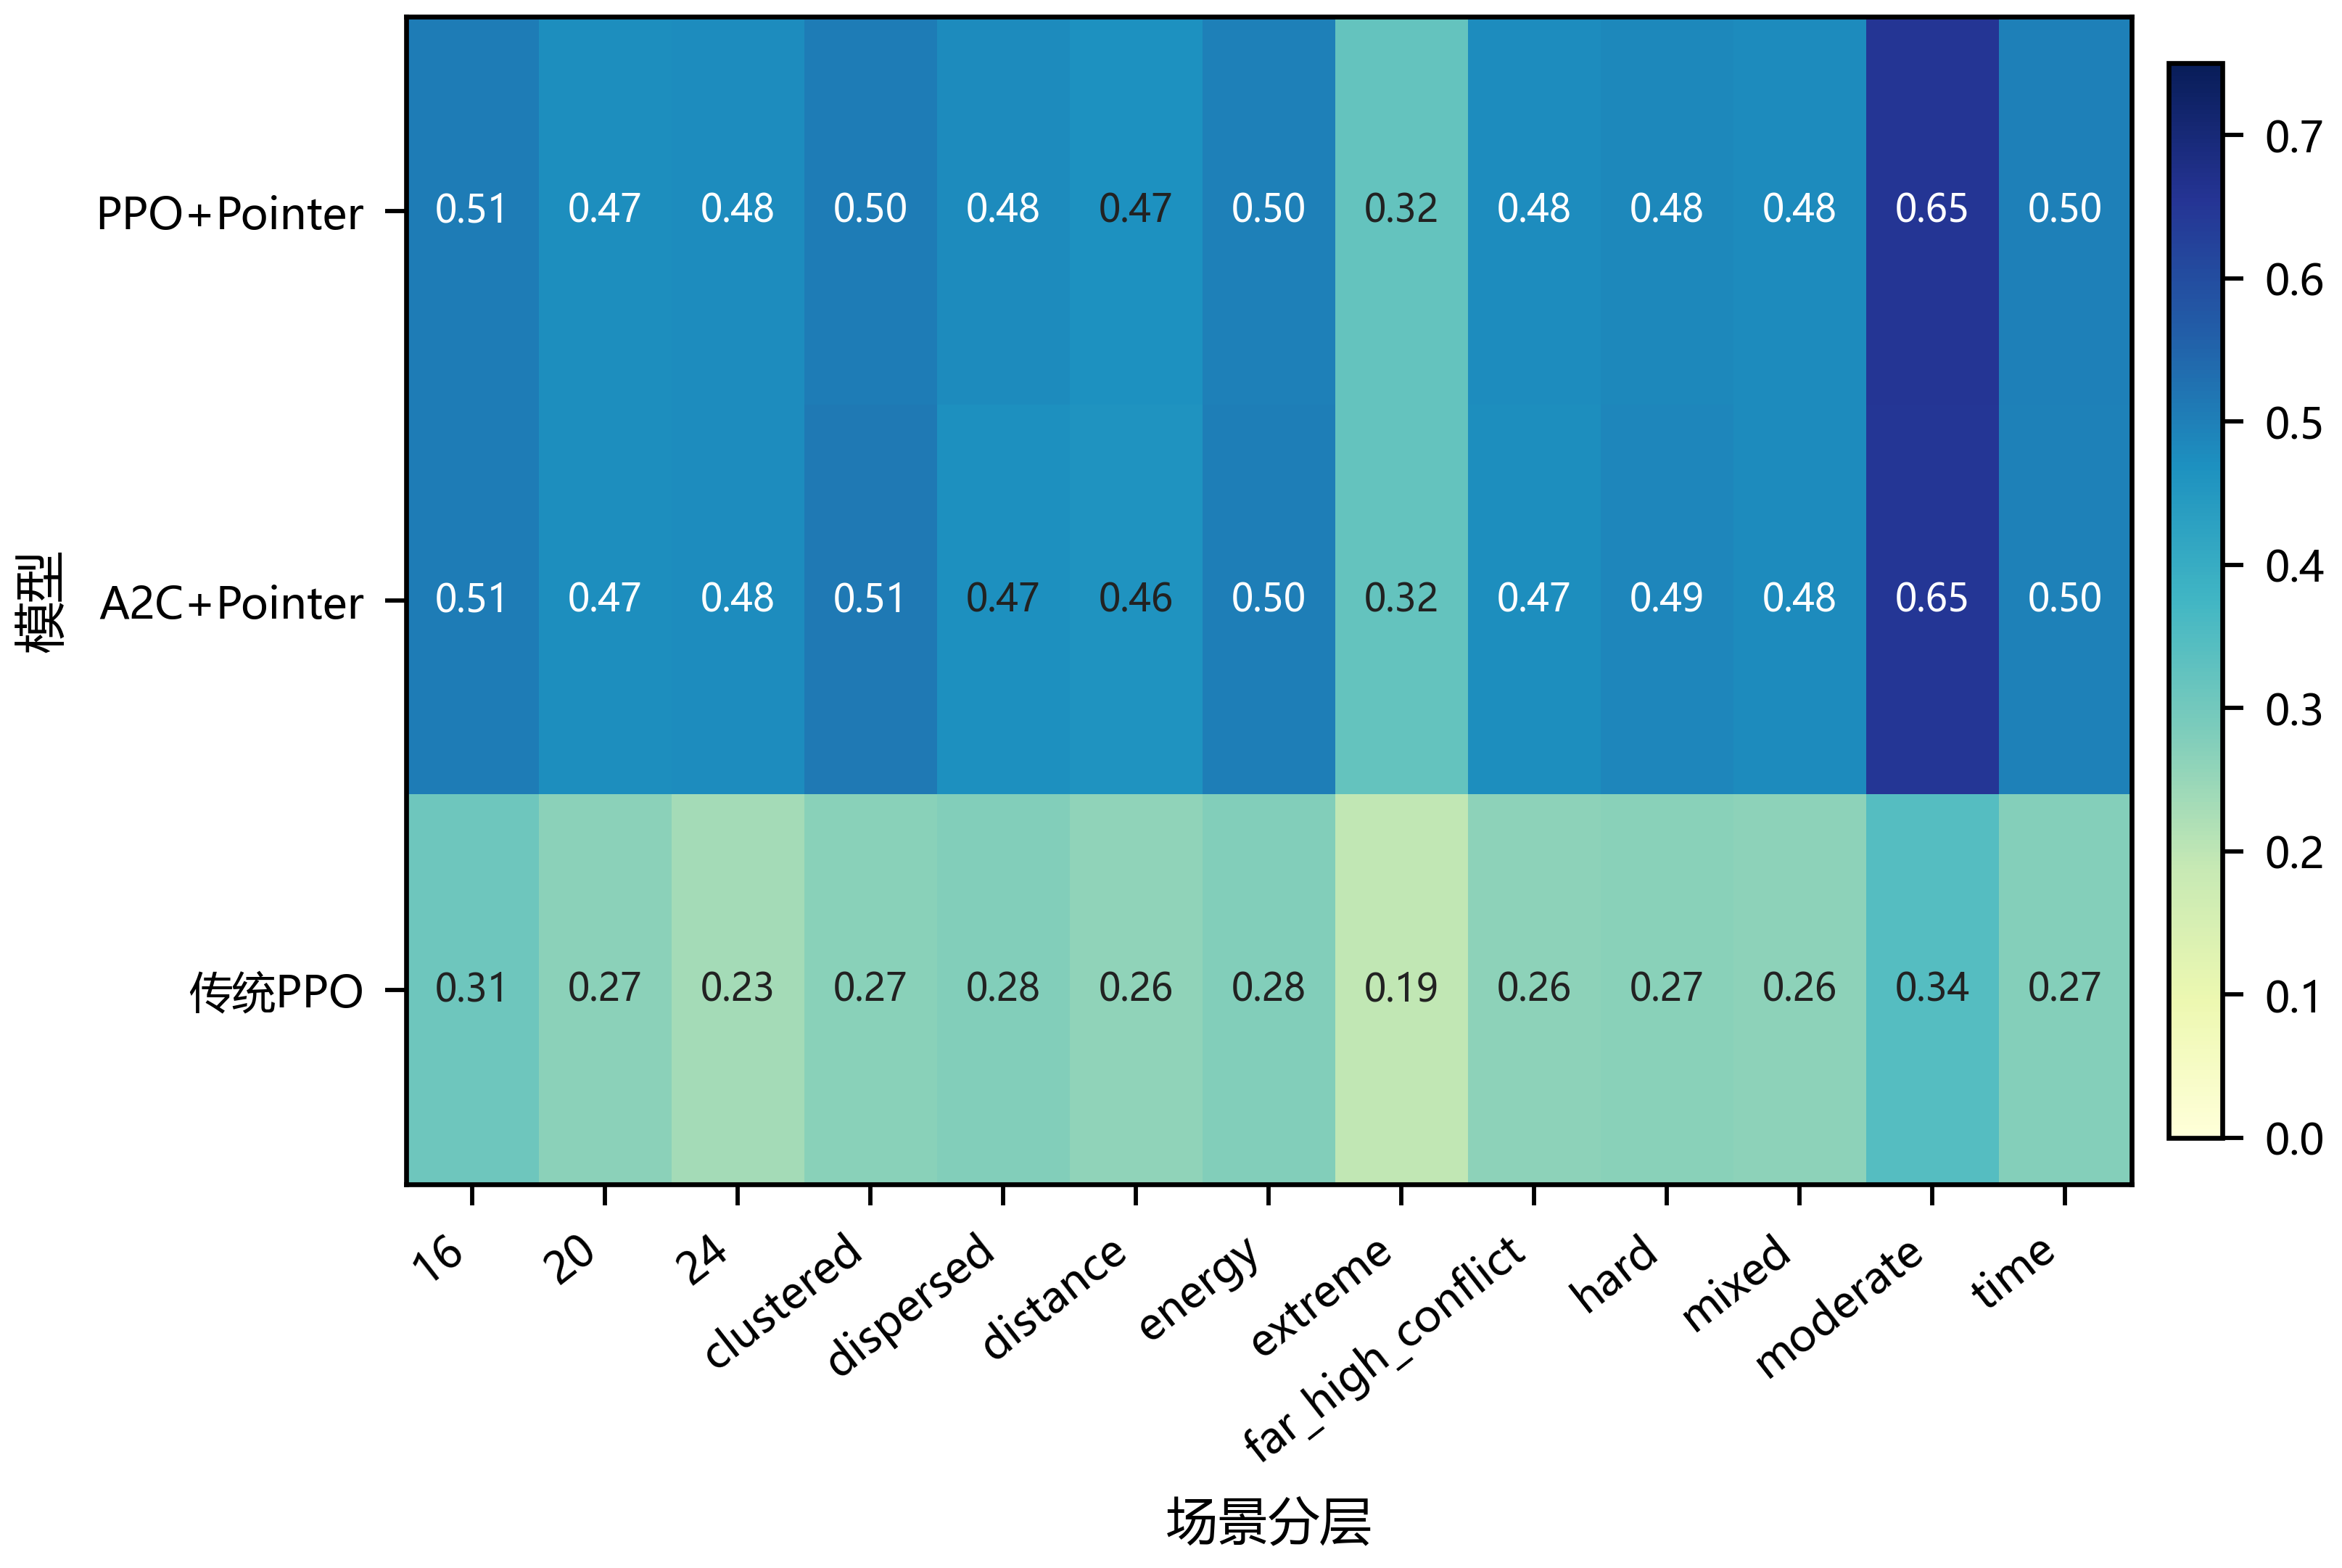 PPO+Pointer 0.51 0.47 0.48 0.50 0.48 0.47 0.50 0.32 0.48 0.48 0.48 0.65 0.50
A2C+Pointer 0.51 0.47 0.48 0.51 0.47 0.46 0.50 0.32 0.47 0.49 0.48 0.65 0.50
传统PPO 0.31 0.27 0.23 0.27 0.28 0.26 0.28 0.19 0.26 0.27 0.26 0.34 0.27
模型
16 20 24 clustered dispersed distance energy extreme far_high_conflict hard mixed moderate time
场景分层
0.7
0.6
0.5
0.4
0.3
0.2
0.1
0.0